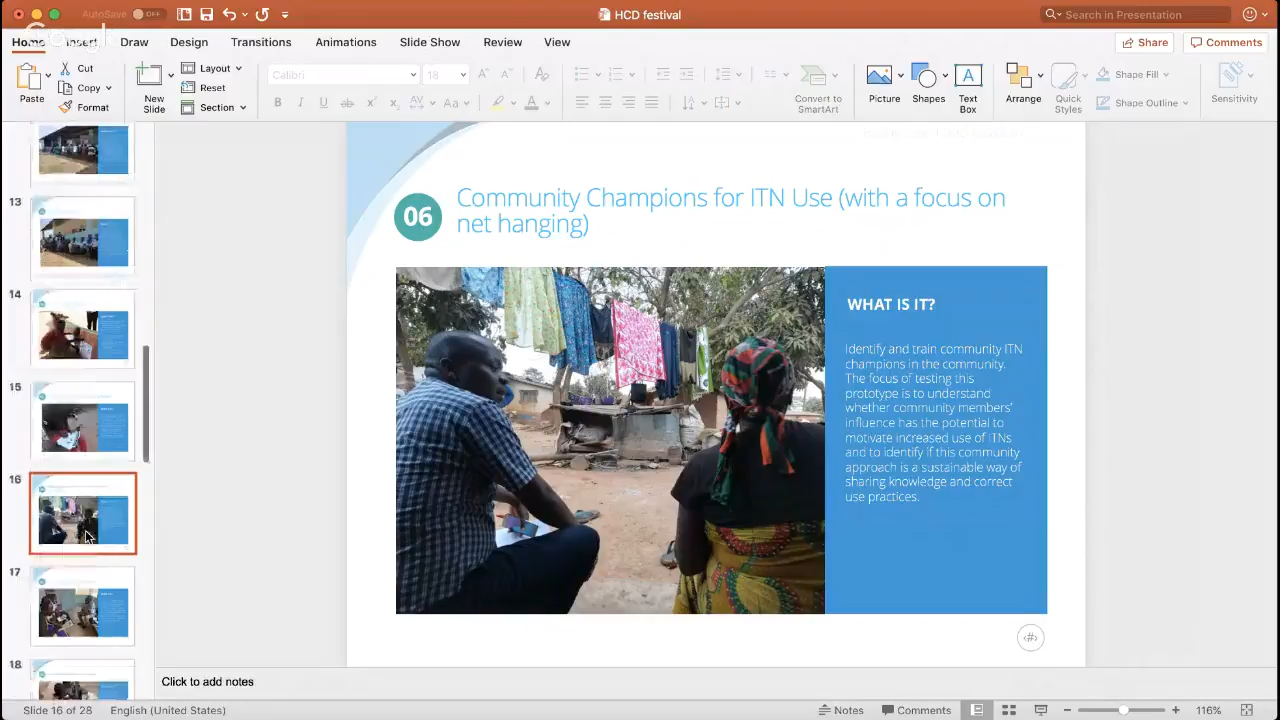 AutoSave OFF
HCD festival
Search in Presentation
Google
Home Insert Draw Design Transitions Animations Slide Show Review View
Share Comments
Paste
Cut
Copy
Format
New Slide
Layout
Reset
Section
Calibri 18
Convert to SmartArt
Picture
Shapes
Text Box
Arrange
Quick Styles
Shape Fill
Shape Outline
Sensitivity
13
14
15
16
17
18
06
Community Champions for ITN Use (with a focus on
net hanging)
WHAT IS IT?
Identify and train community ITN
champions in the community.
The focus of testing this
prototype is to understand
whether community members'
influence has the potential to
motivate increased use of ITNs
and to identify if this community
approach is a sustainable way of
sharing knowledge and correct
use practices.
‹#›
Click to add notes
Slide 16 of 28 English (United States) Notes Comments 116%